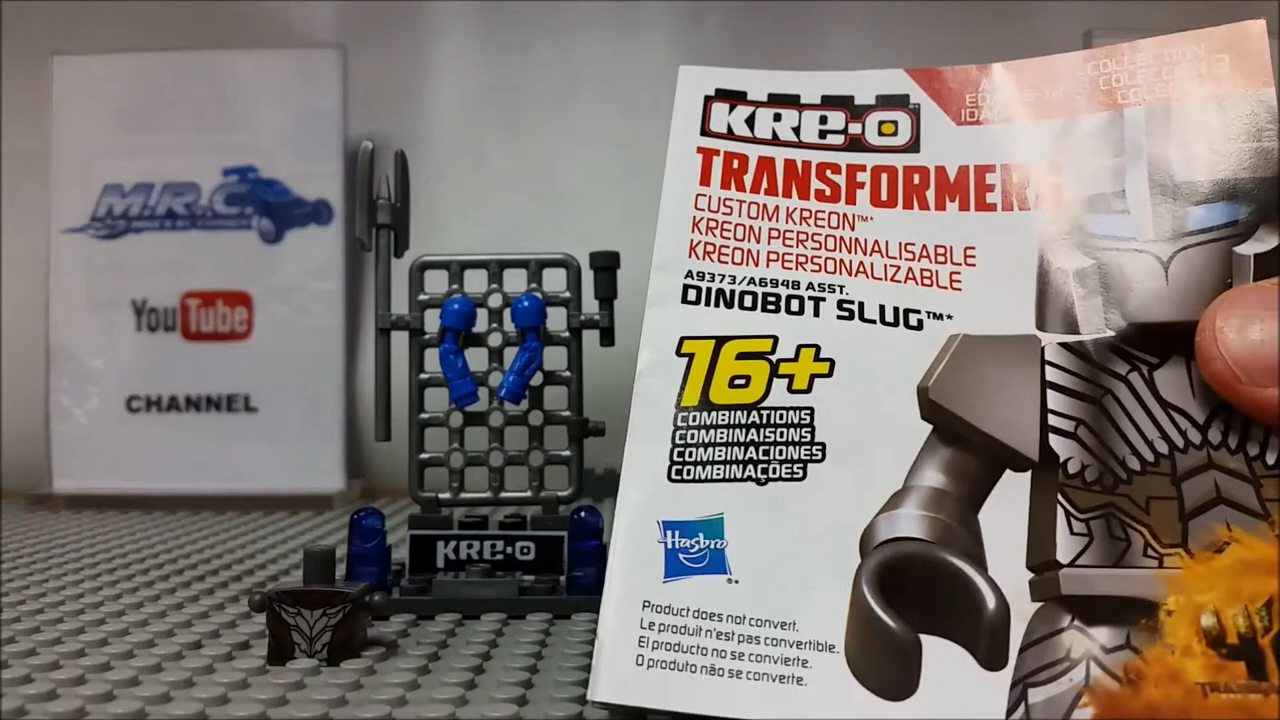 M.R.C.
YouTube
CHANNEL
KRE-O
KRE-O
TRANSFORMERS
CUSTOM KREON™*
KREON PERSONNALISABLE
KREON PERSONALIZABLE
A9373/A6948 ASST.
DINOBOT SLUG™*
16+
COMBINATIONS
COMBINAISONS
COMBINACIONES
COMBINAÇÕES
Hasbro
Product does not convert.
Le produit n'est pas convertible.
El producto no se convierte.
O produto não se converte.
COLLECTION